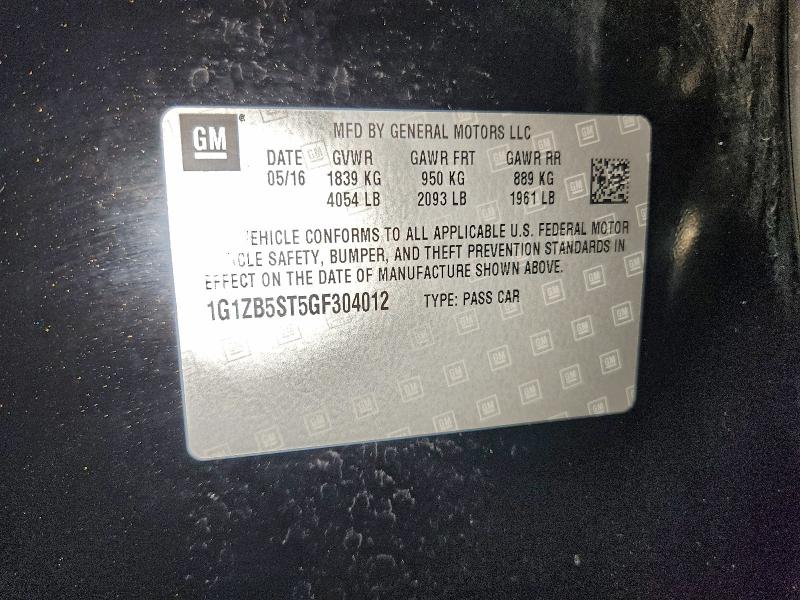 GM
MFD BY GENERAL MOTORS LLC
DATE GVWR GAWR FRT GAWR RR
05/16 1839 KG 950 KG 889 KG
4054 LB 2093 LB 1961 LB
EHICLE CONFORMS TO ALL APPLICABLE U.S. FEDERAL MOTOR
CLE SAFETY, BUMPER, AND THEFT PREVENTION STANDARDS IN
EFFECT ON THE DATE OF MANUFACTURE SHOWN ABOVE.
1G1ZB5ST5GF304012 TYPE: PASS CAR